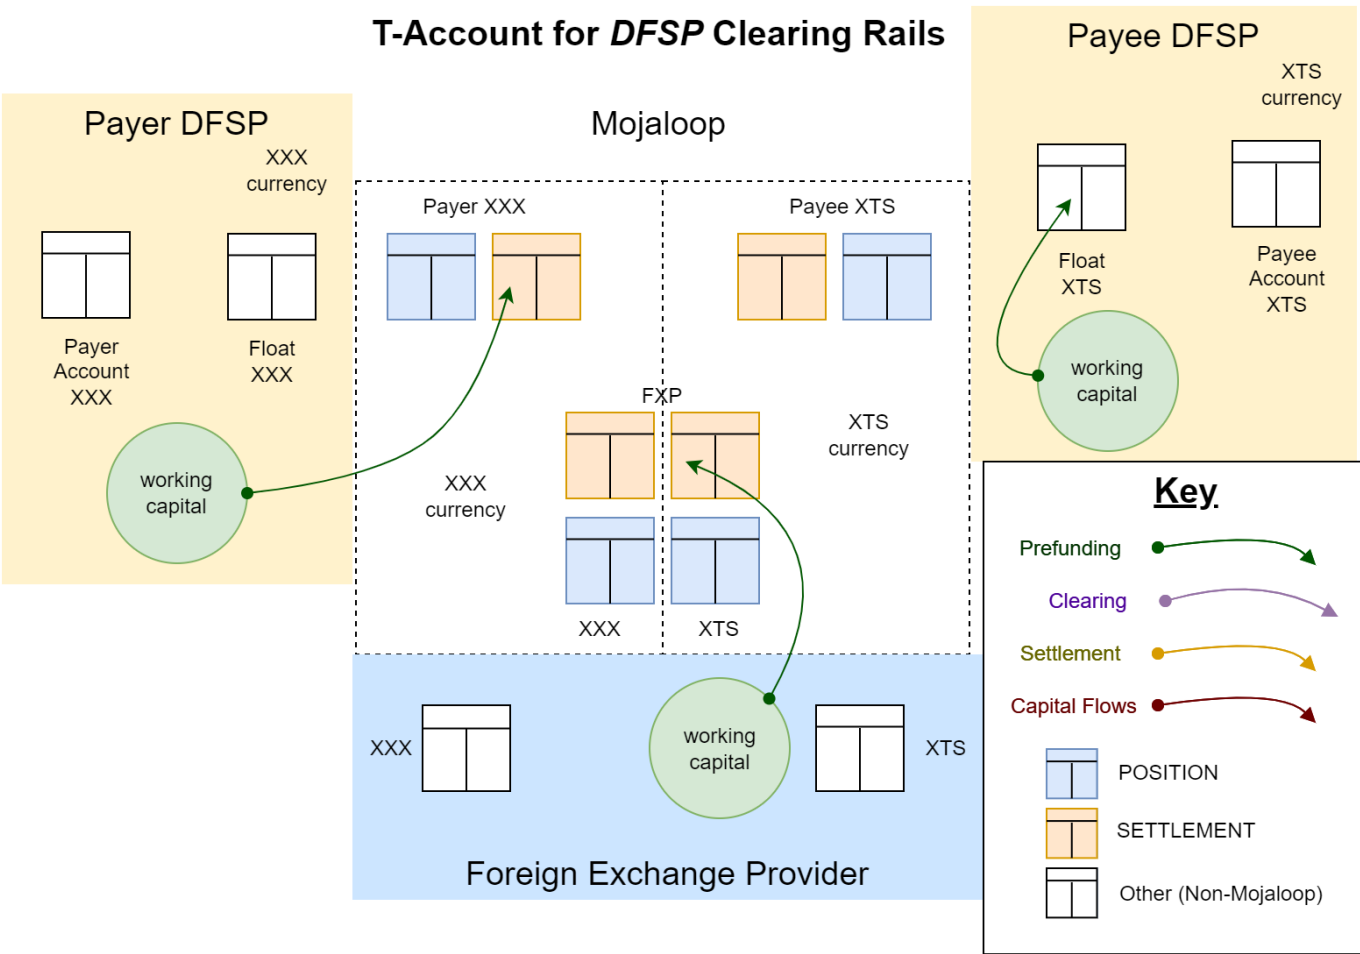 T-Account for DFSP Clearing Rails
Payee DFSP
XTS
currency
Payer DFSP
XXX
currency
Mojaloop
Payer XXX
Payee XTS
Payer
Account
XXX
Float
XXX
Float
XTS
Payee
Account
XTS
working
capital
working
capital
FXP
XXX
currency
XTS
currency
XXX
XTS
XXX
working
capital
XTS
Foreign Exchange Provider
Key
Prefunding
Clearing
Settlement
Capital Flows
POSITION
SETTLEMENT
Other (Non-Mojaloop)